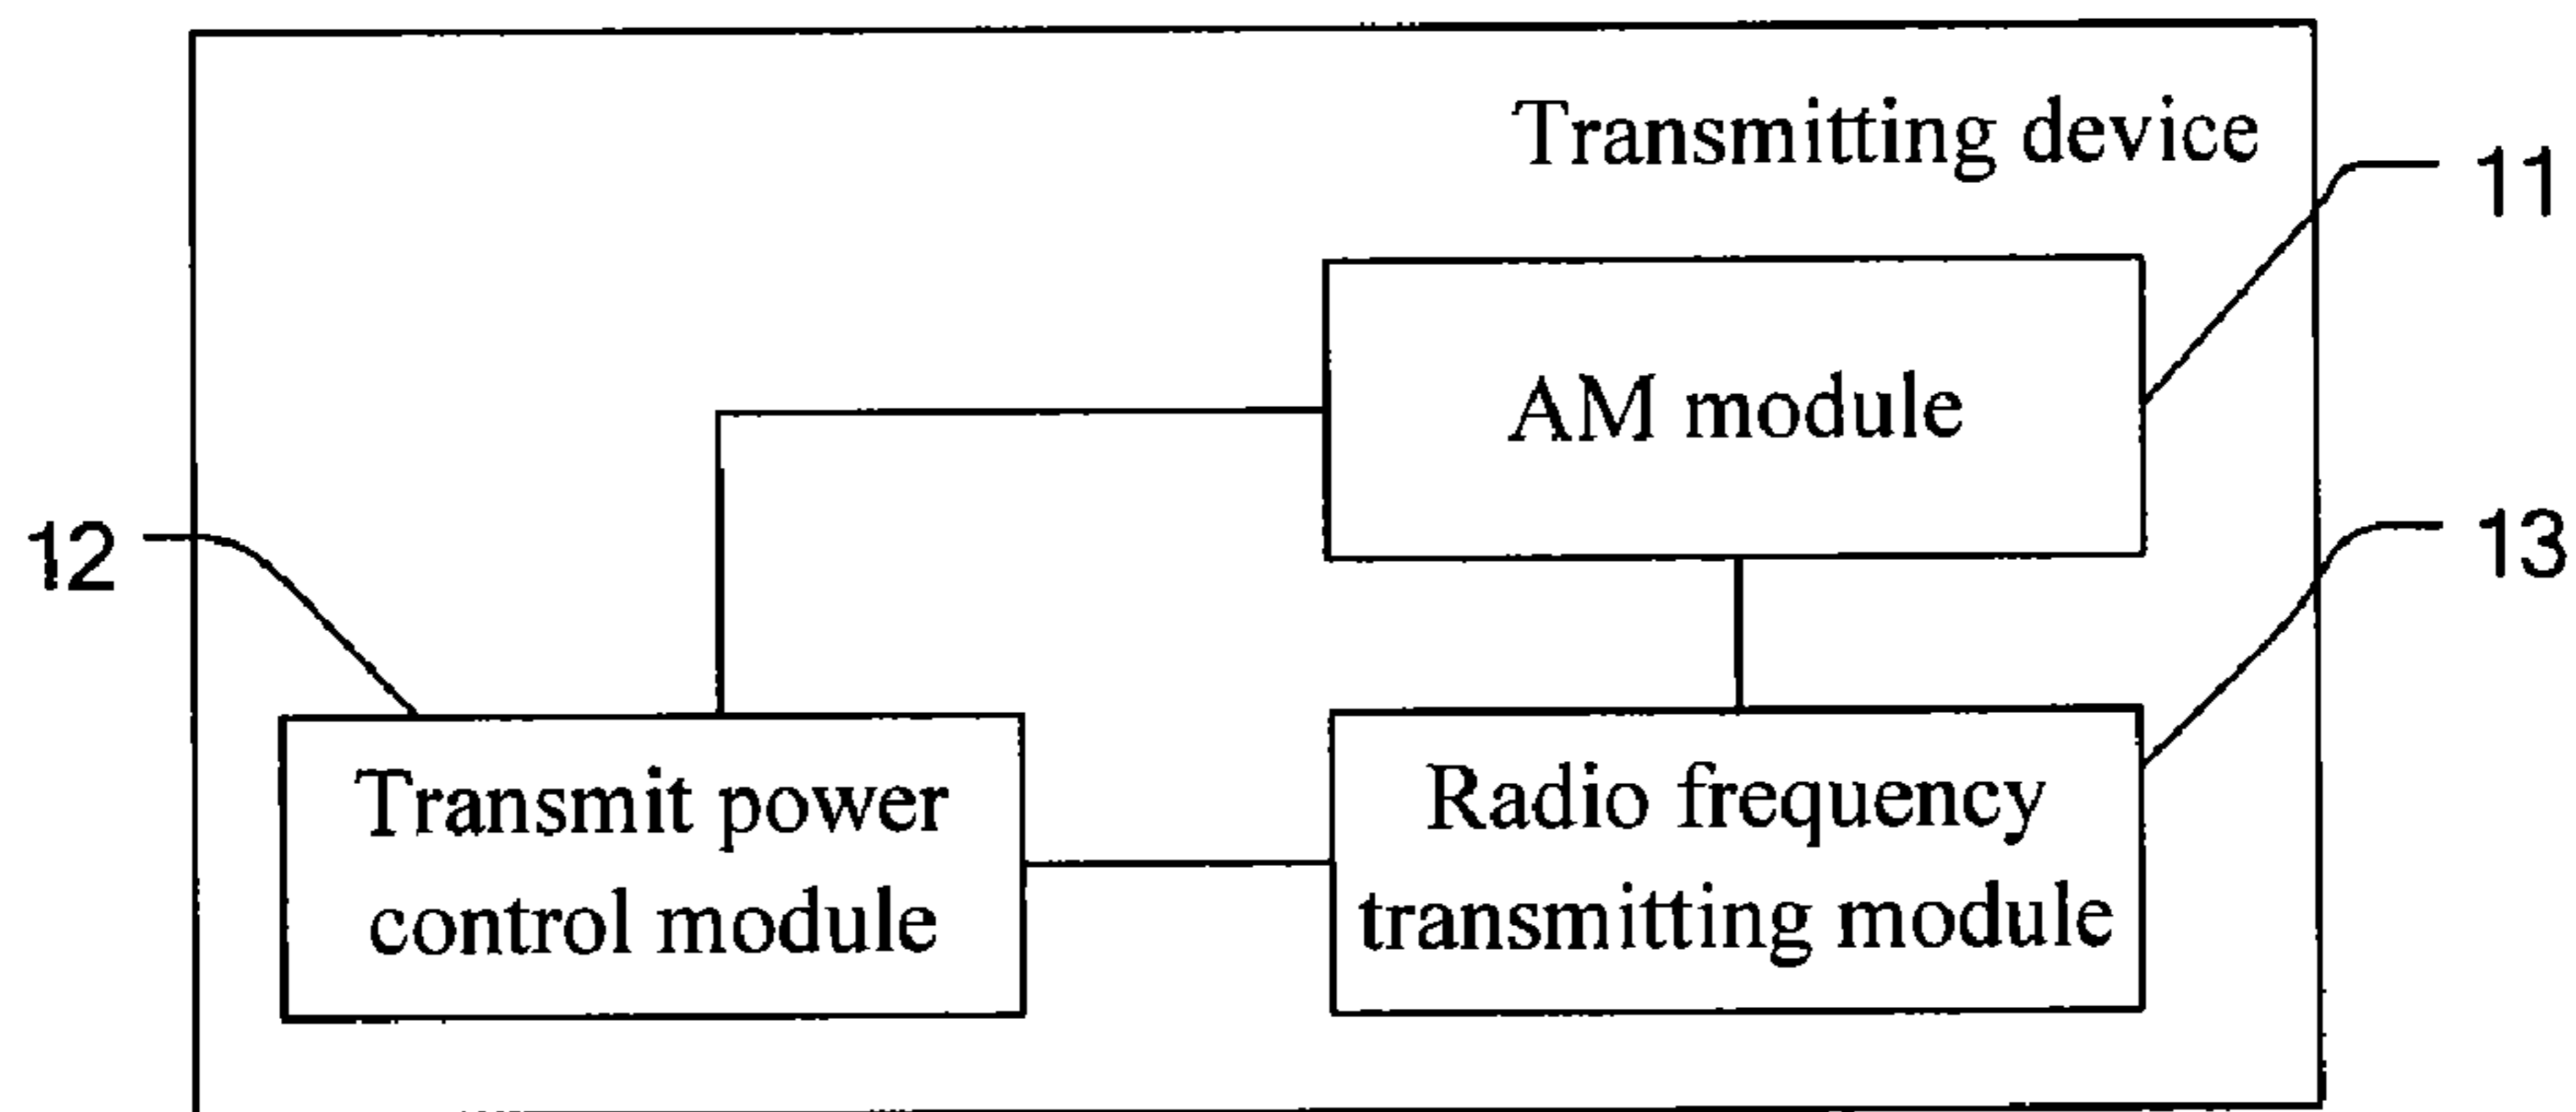 Transmitting device
11
AM module
12
13
Transmit power
control module
Radio frequency
transmitting module